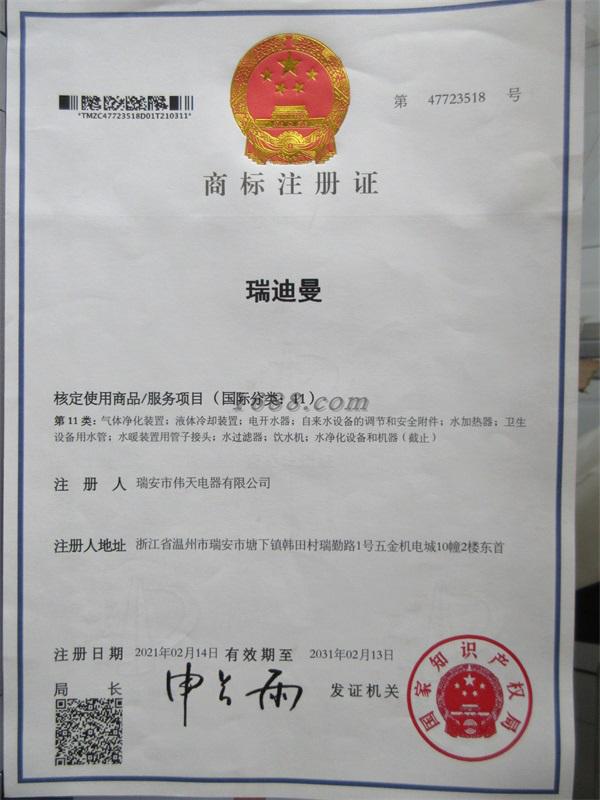 第 47723518 号
*TMZC47723518D01T210311*
商标注册证
瑞迪曼
核定使用商品/服务项目（国际分类：11）
1688.com
第11类：气体净化装置；液体冷却装置；电开水器；自来水设备的调节和安全附件；水加热器；卫生
设备用水管；水暖装置用管子接头；水过滤器；饮水机；水净化设备和机器（截止）
注册人 瑞安市伟天电器有限公司
注册人地址 浙江省温州市瑞安市塘下镇韩田村瑞勤路1号五金机电城10幢2楼东首
注册日期 2021年02月14日 有效期至 2031年02月13日
局长 申长雨 发证机关
国家知识产权局